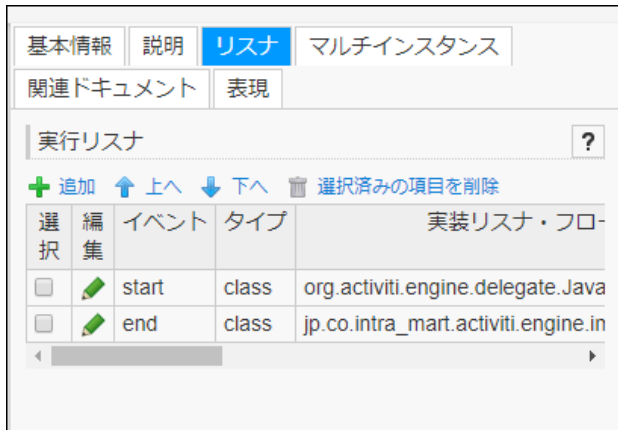 基本情報 説明 リスナ マルチインスタンス
関連ドキュメント 表現
実行リスナ ?
追加 上へ 下へ 選択済みの項目を削除
選択 編集 イベント タイプ 実装リスナ・フロー
start class org.activiti.engine.delegate.Java
end class jp.co.intra_mart.activiti.engine.in